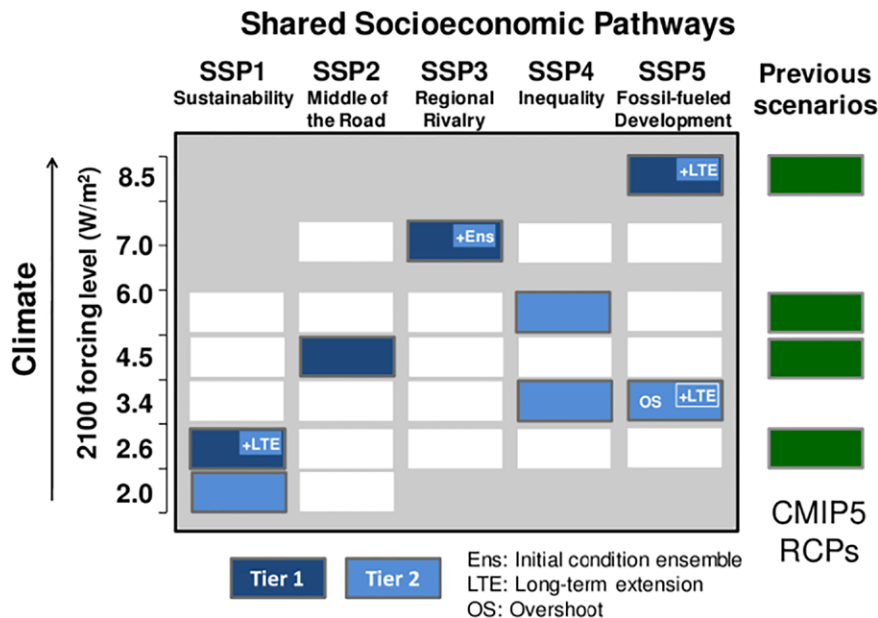 Shared Socioeconomic Pathways
SSP1
Sustainability
SSP2
Middle of
the Road
SSP3
Regional
Rivalry
SSP4
Inequality
SSP5
Fossil-fueled
Development
Previous
scenarios
Climate
2100 forcing level (W/m²)
8.5
+LTE
7.0
+Ens
6.0
4.5
3.4
OS
+LTE
2.6
+LTE
2.0
CMIP5
RCPs
Tier 1
Tier 2
Ens: Initial condition ensemble
LTE: Long-term extension
OS: Overshoot